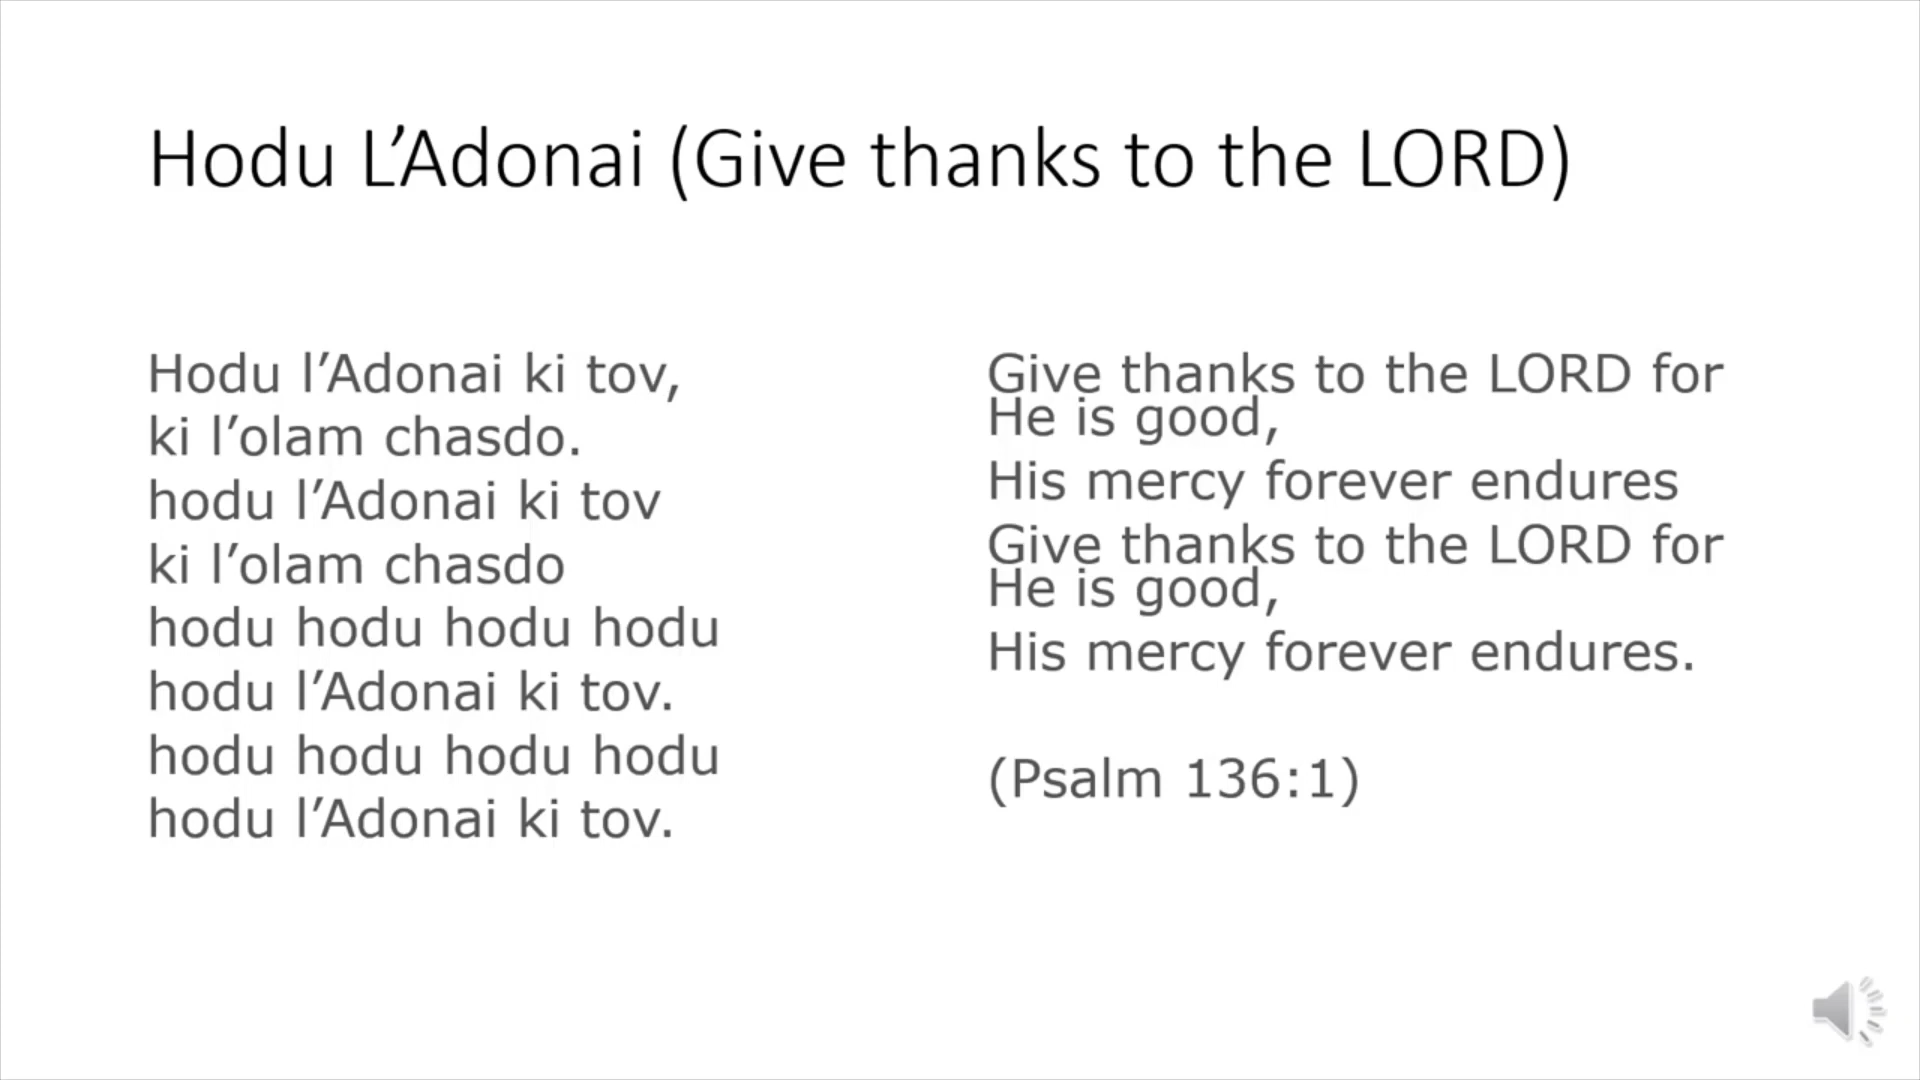 Hodu L’Adonai (Give thanks to the LORD)
Hodu l’Adonai ki tov,
ki l’olam chasdo.
hodu l’Adonai ki tov
ki l’olam chasdo
hodu hodu hodu hodu
hodu l’Adonai ki tov.
hodu hodu hodu hodu
hodu l’Adonai ki tov.
Give thanks to the LORD for
He is good,
His mercy forever endures
Give thanks to the LORD for
He is good,
His mercy forever endures.
(Psalm 136:1)